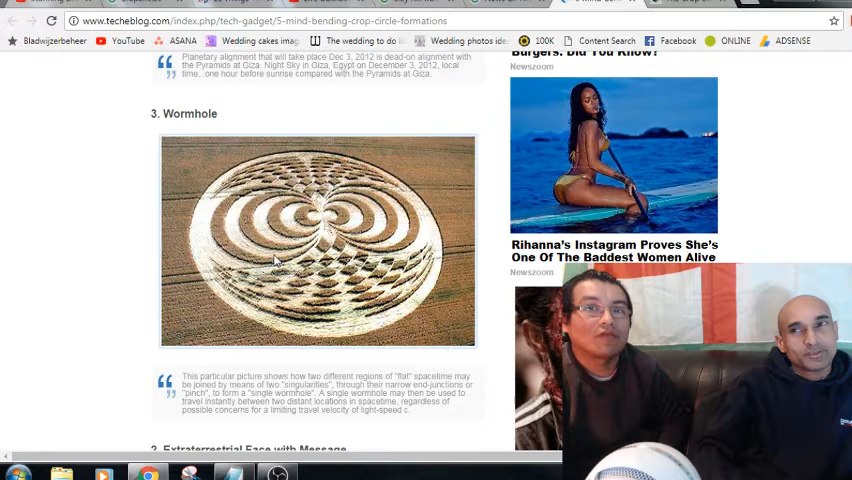 www.techeblog.com/index.php/tech-gadget/5-mind-bending-crop-circle-formations
Bladwijzerbeheer
YouTube
ASANA
Wedding cakes imag
The wedding to do li
Wedding photos idea
100K
Content Search
Facebook
ONLINE
ADSENSE
Planetary alignment that will take place Dec 3, 2012 is dead-on alignment with
the Pyramids at Giza. Night Sky in Giza, Egypt on December 3, 2012, local
time...one hour before sunrise compared with the Pyramids at Giza.
3. Wormhole
This particular picture shows how two different regions of "flat" spacetime may
be joined by means of two "singularities", through their narrow end-junctions or
"pinch", to form a "single wormhole". A single wormhole may then be used to
travel instantly between two distant locations in spacetime, regardless of
possible concerns for a limiting travel velocity of light-speed c.
2. Extraterrestrial Face with Message
Burgers. Did You Know?
Newszoom
Rihanna's Instagram Proves She's
One Of The Baddest Women Alive
Newszoom